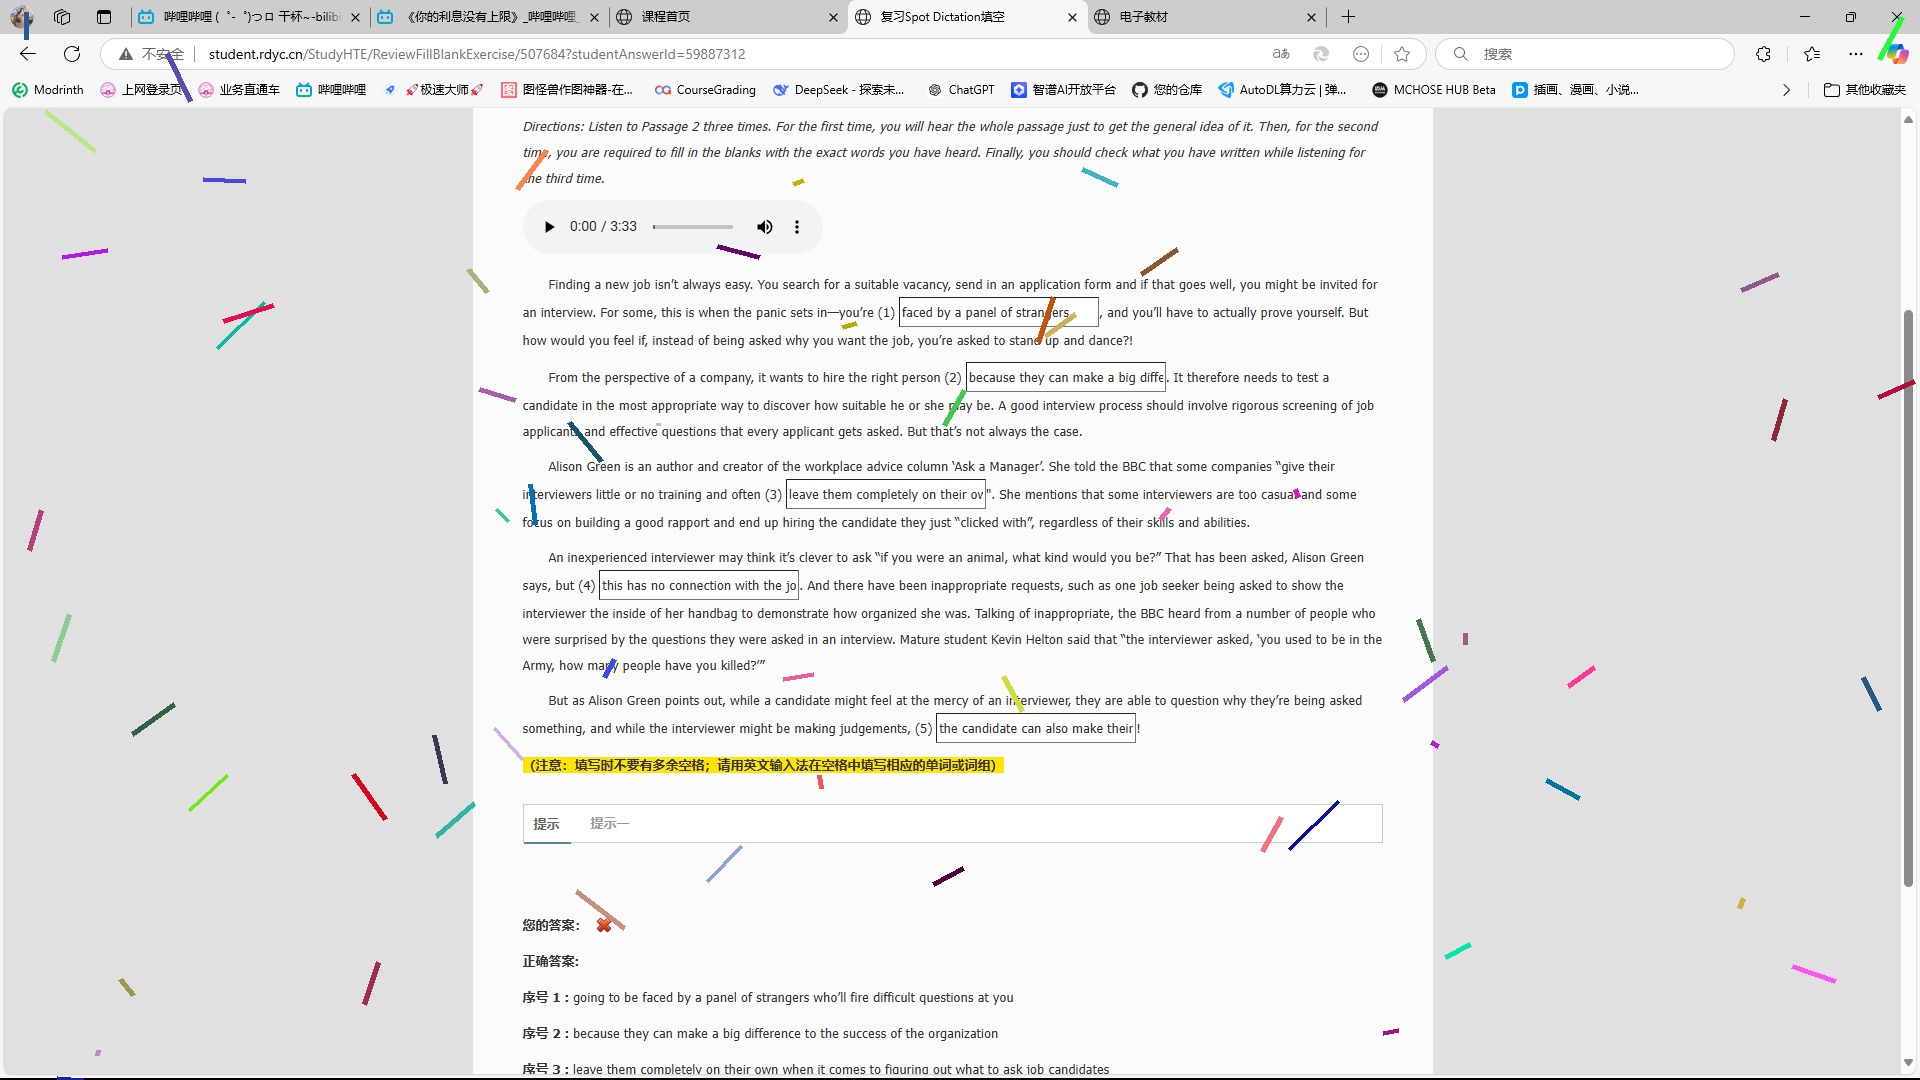 哔哩哔哩 (゜-゜)つロ 干杯~-bilibi
《你的利息没有上限》_哔哩哔哩_
课程首页
复习Spot Dictation填空
电子教材
不安全
student.rdyc.cn/StudyHTE/ReviewFillBlankExercise/507684?studentAnswerId=59887312
搜索
Modrinth
上网登录页
业务直通车
哔哩哔哩
🚀极速大师🚀
图怪兽作图神器-在...
CourseGrading
DeepSeek - 探索未...
ChatGPT
智谱AI开放平台
您的仓库
AutoDL算力云 | 弹...
MCHOSE HUB Beta
插画、漫画、小说...
其他收藏夹
Directions: Listen to Passage 2 three times. For the first time, you will hear the whole passage just to get the general idea of it. Then, for the second
time, you are required to fill in the blanks with the exact words you have heard. Finally, you should check what you have written while listening for
the third time.
0:00 / 3:33
Finding a new job isn’t always easy. You search for a suitable vacancy, send in an application form and if that goes well, you might be invited for
an interview. For some, this is when the panic sets in—you’re (1) faced by a panel of strangers, and you’ll have to actually prove yourself. But
how would you feel if, instead of being asked why you want the job, you’re asked to stand up and dance?!
From the perspective of a company, it wants to hire the right person (2) because they can make a big diffe. It therefore needs to test a
candidate in the most appropriate way to discover how suitable he or she may be. A good interview process should involve rigorous screening of job
applicants and effective questions that every applicant gets asked. But that’s not always the case.
Alison Green is an author and creator of the workplace advice column ‘Ask a Manager’. She told the BBC that some companies “give their
interviewers little or no training and often (3) leave them completely on their ov". She mentions that some interviewers are too casual and some
focus on building a good rapport and end up hiring the candidate they just “clicked with”, regardless of their skills and abilities.
An inexperienced interviewer may think it’s clever to ask “if you were an animal, what kind would you be?” That has been asked, Alison Green
says, but (4) this has no connection with the jo. And there have been inappropriate requests, such as one job seeker being asked to show the
interviewer the inside of her handbag to demonstrate how organized she was. Talking of inappropriate, the BBC heard from a number of people who
were surprised by the questions they were asked in an interview. Mature student Kevin Helton said that “the interviewer asked, ‘you used to be in the
Army, how many people have you killed?’”
But as Alison Green points out, while a candidate might feel at the mercy of an interviewer, they are able to question why they’re being asked
something, and while the interviewer might be making judgements, (5) the candidate can also make their!
（注意：填写时不要有多余空格；请用英文输入法在空格中填写相应的单词或词组）
提示
提示一
您的答案:
正确答案:
序号 1 : going to be faced by a panel of strangers who’ll fire difficult questions at you
序号 2 : because they can make a big difference to the success of the organization
序号 3 : leave them completely on their own when it comes to figuring out what to ask job candidates